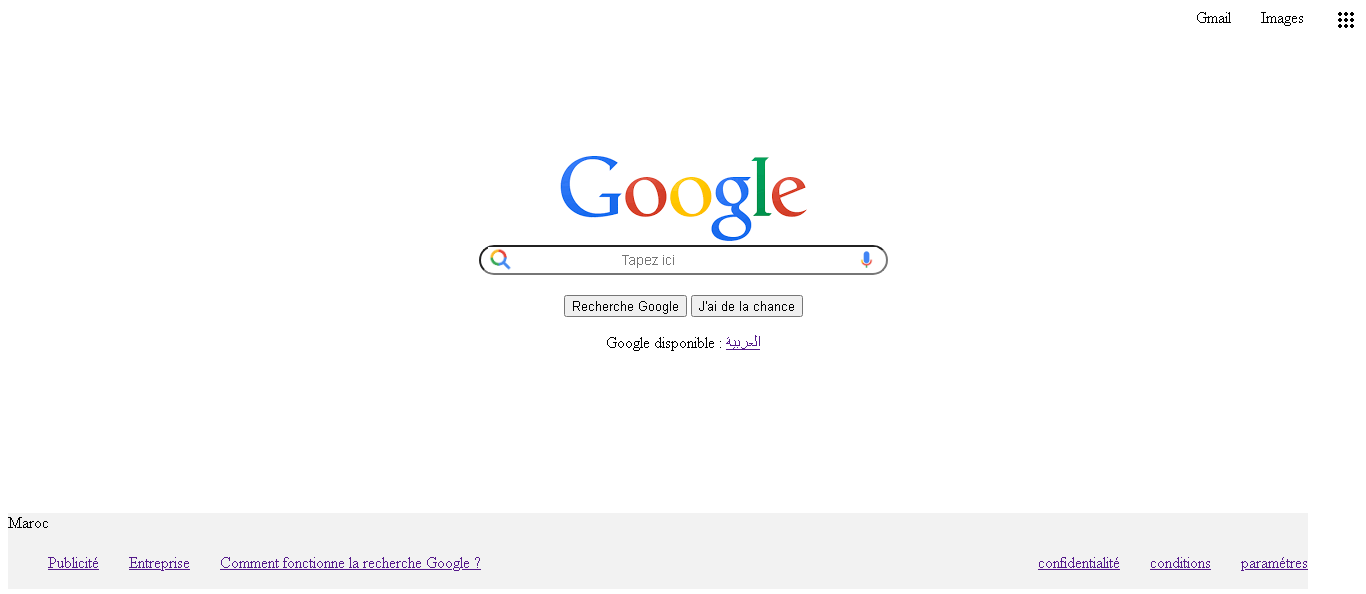 Gmail Images
Google
Tapez ici
Recherche Google J'ai de la chance
Google disponible : العربية
Maroc
Publicité Entreprise Comment fonctionne la recherche Google ? confidentialité conditions paramétres